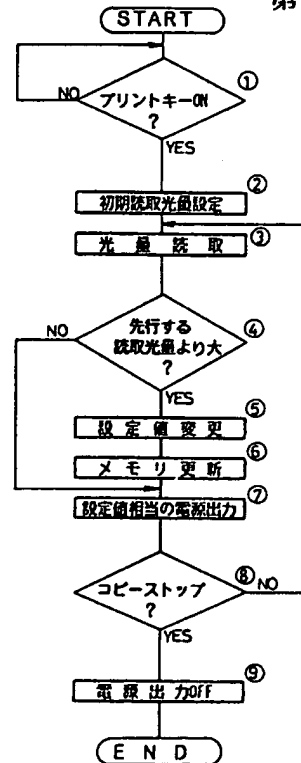 第
START
①
プリントキーON
?
NO
YES
②
初期読取光量設定
③
光量読取
④
NO
先行する
読取光量より大
?
YES
⑤
設定値変更
⑥
メモリ更新
⑦
設定値相当の電源出力
⑧
コピーストップ
?
NO
YES
⑨
電源出力OFF
END